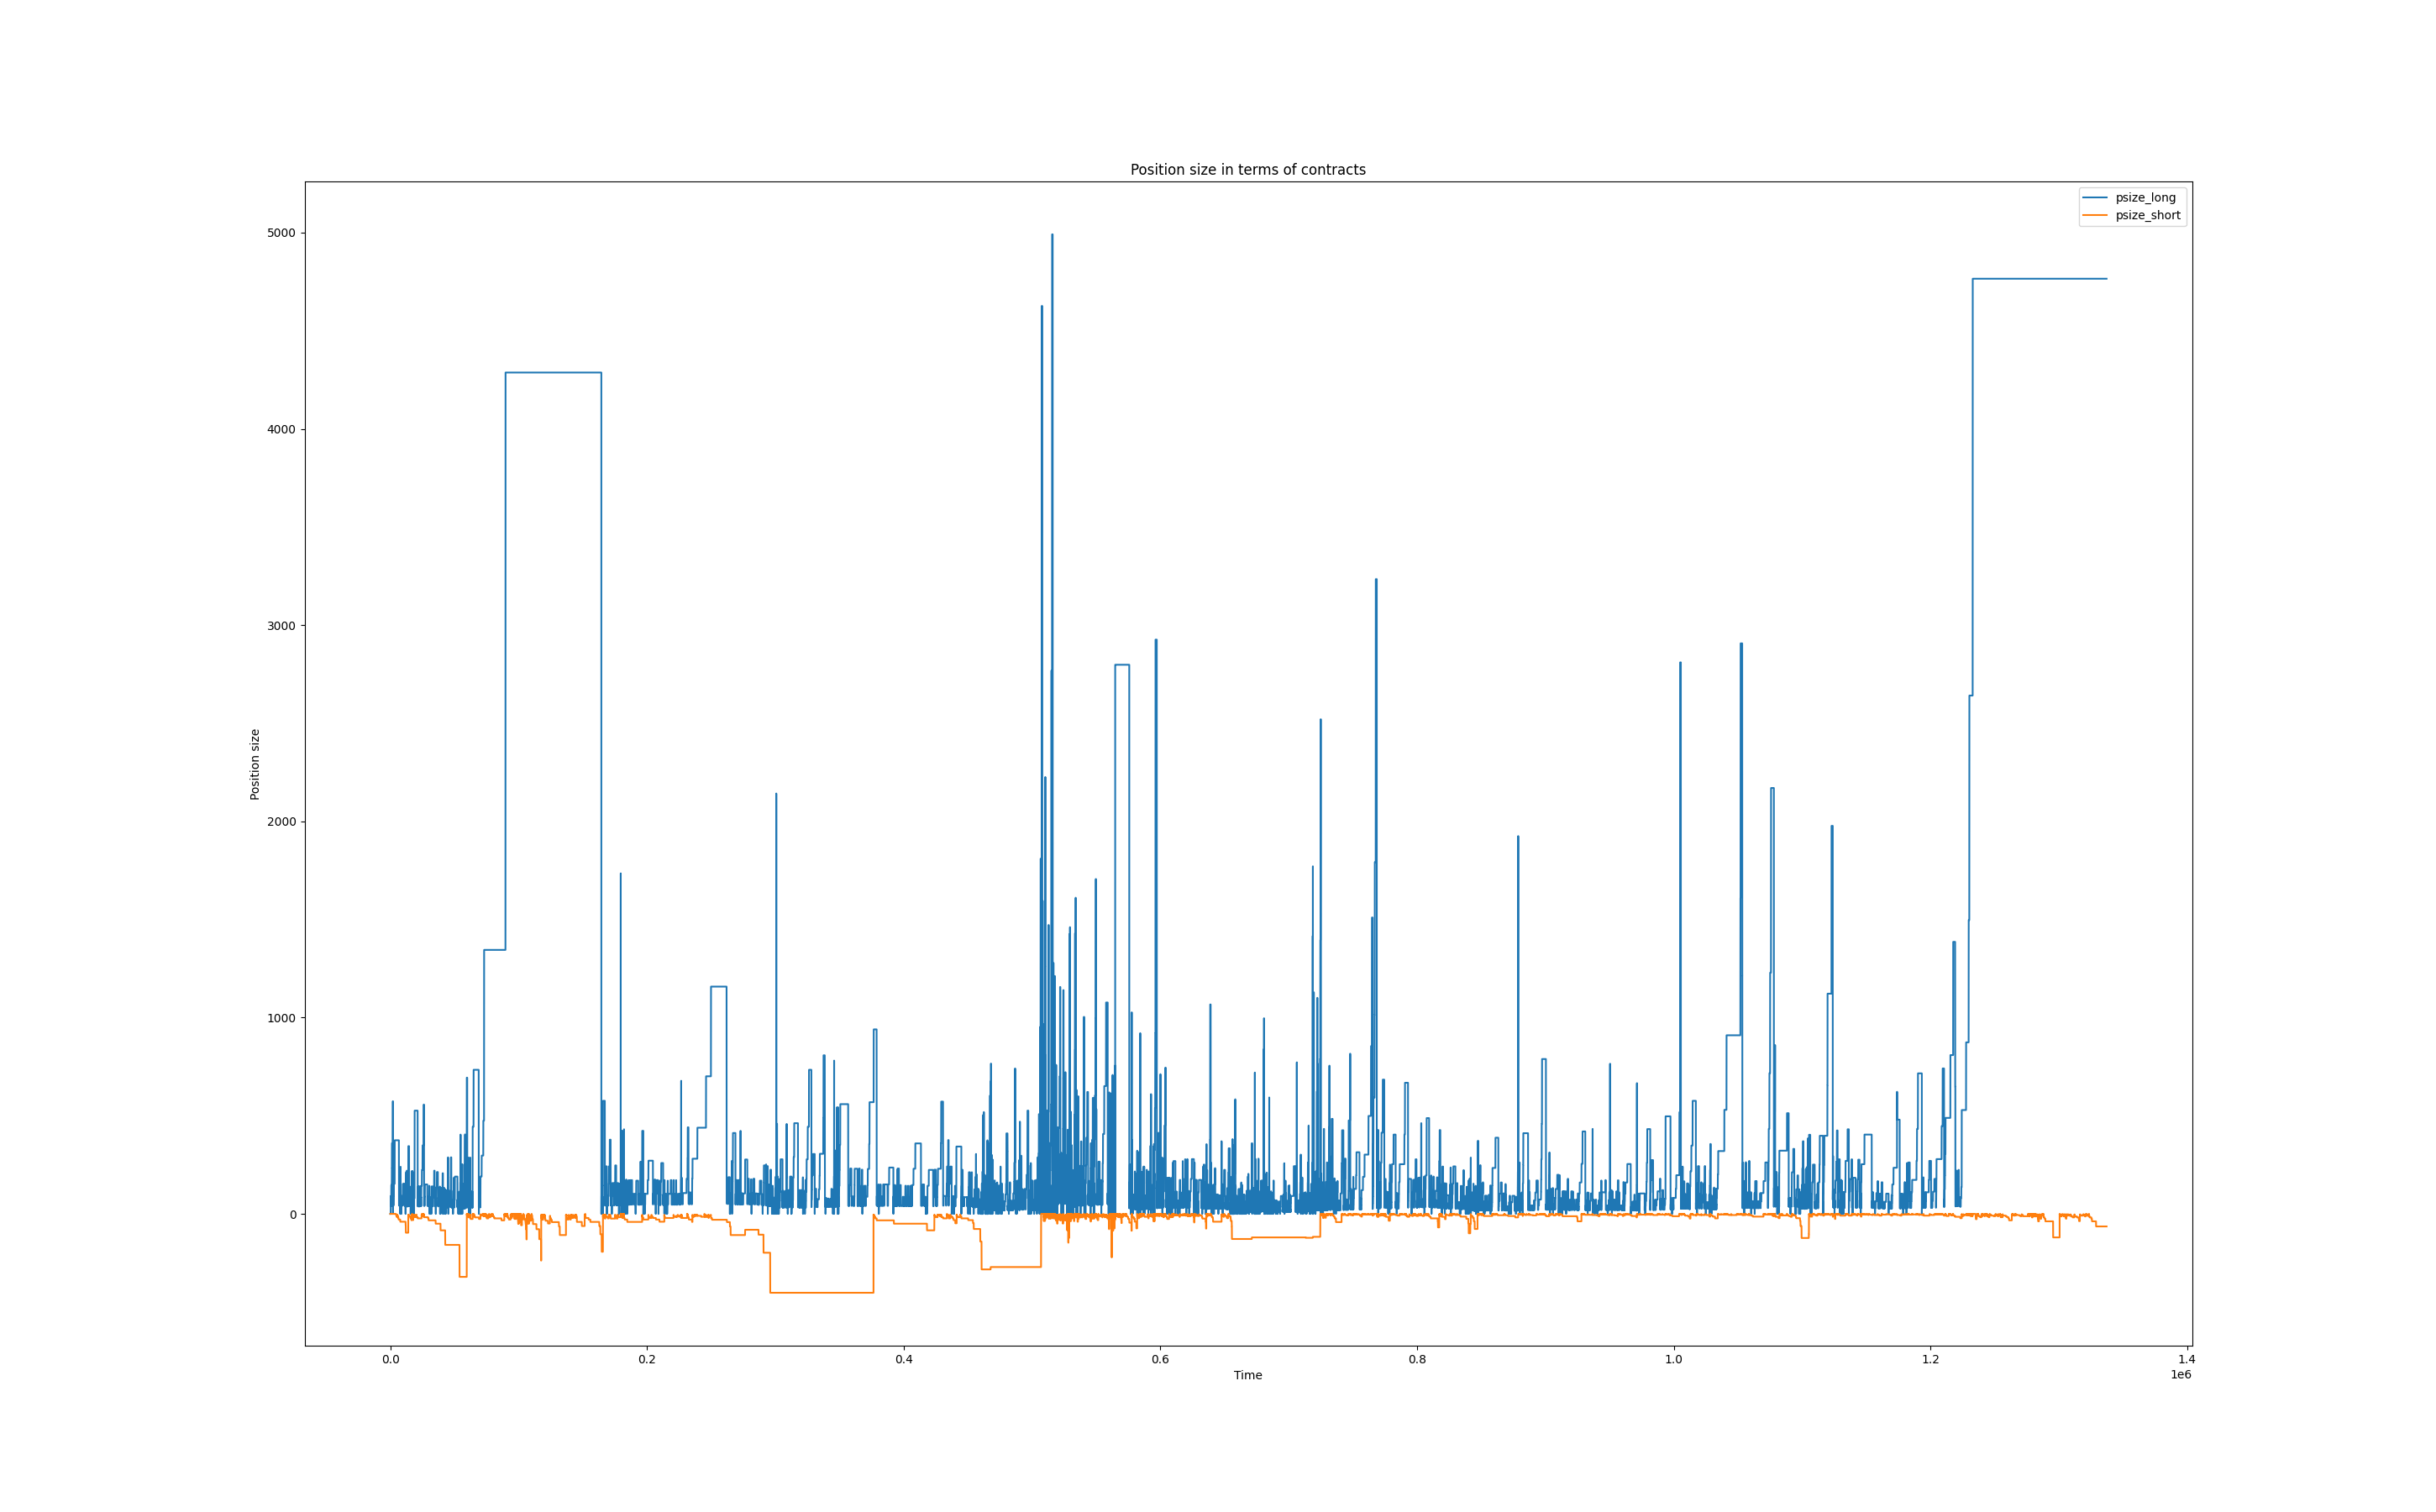 Position size in terms of contracts
psize_long
psize_short
5000
4000
3000
2000
1000
0
Position size
0.0
0.2
0.4
0.6
0.8
1.0
1.2
1.4
Time
1e6